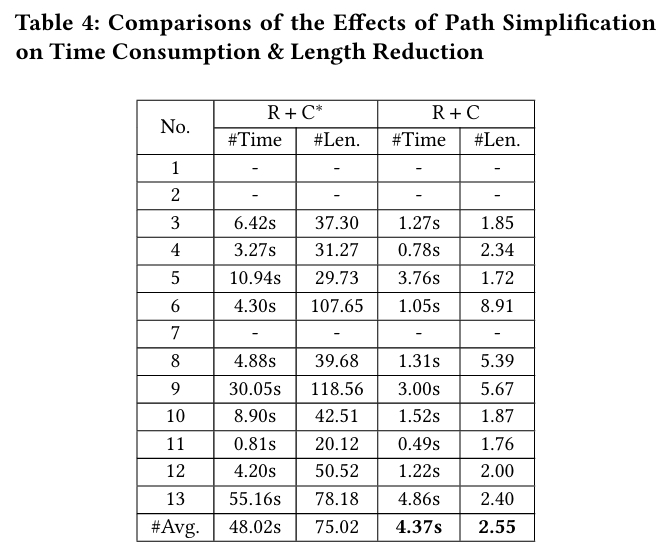 Table 4: Comparisons of the Effects of Path Simplification
on Time Consumption & Length Reduction
No. R + C* R + C
#Time #Len. #Time #Len.
1 - - - -
2 - - - -
3 6.42s 37.30 1.27s 1.85
4 3.27s 31.27 0.78s 2.34
5 10.94s 29.73 3.76s 1.72
6 4.30s 107.65 1.05s 8.91
7 - - - -
8 4.88s 39.68 1.31s 5.39
9 30.05s 118.56 3.00s 5.67
10 8.90s 42.51 1.52s 1.87
11 0.81s 20.12 0.49s 1.76
12 4.20s 50.52 1.22s 2.00
13 55.16s 78.18 4.86s 2.40
#Avg. 48.02s 75.02 4.37s 2.55